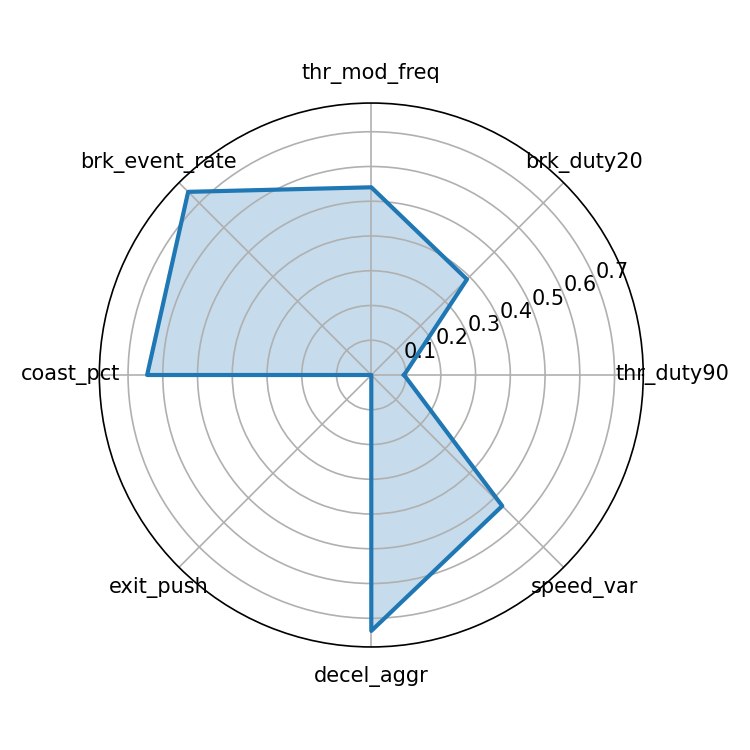 thr_mod_freq
brk_event_rate
brk_duty20
0.7
0.6
0.5
0.4
0.3
0.2
0.1
coast_pct
thr_duty90
exit_push
speed_var
decel_aggr